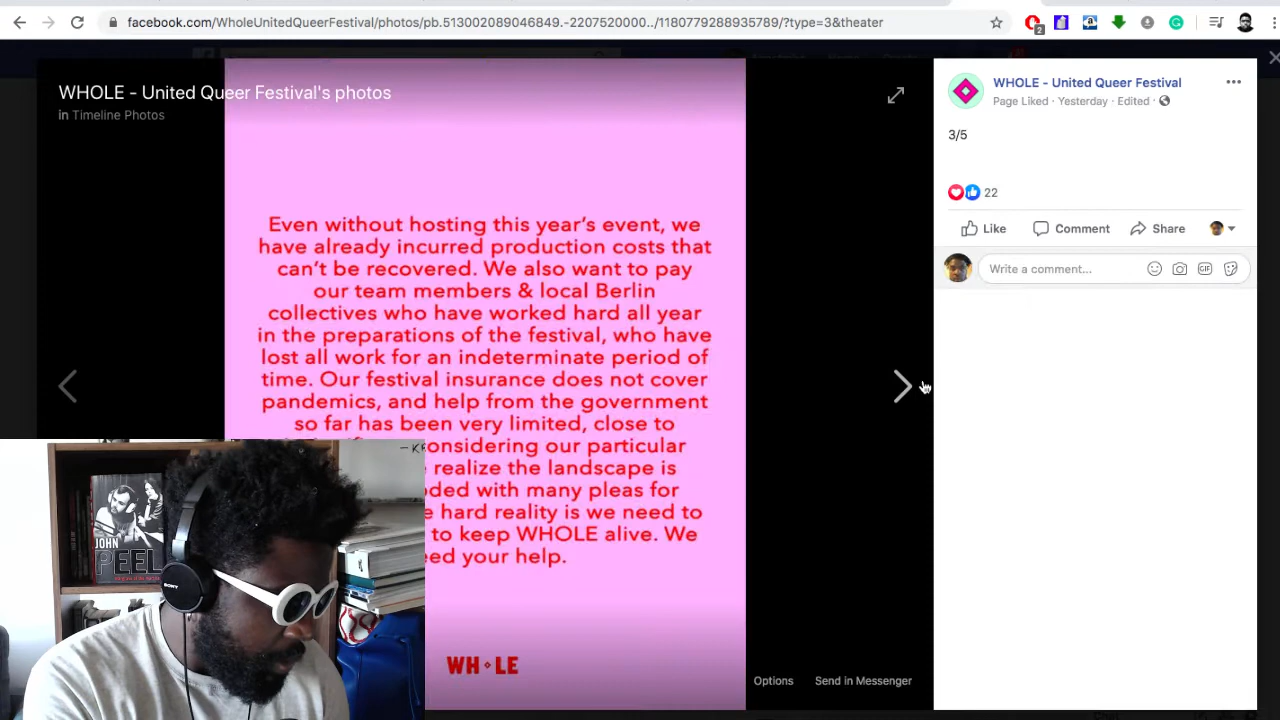 facebook.com/WholeUnitedQueerFestival/photos/pb.513002089046849.-2207520000../1180779288935789/?type=3&theater
2
WHOLE - United Queer Festival's photos
in Timeline Photos
Even without hosting this year's event, we
have already incurred production costs that
can't be recovered. We also want to pay
our team members & local Berlin
collectives who have worked hard all year
in the preparations of the festival, who have
lost all work for an indeterminate period of
time. Our festival insurance does not cover
pandemics, and help from the government
so far has been very limited, close to
considering our particular
realize the landscape is
with many pleas for
hard reality is we need to
to keep WHOLE alive. We
your help.
WH◆LE
Options
Send in Messenger
WHOLE - United Queer Festival
Page Liked · Yesterday · Edited ·
3/5
22
Like
Comment
Share
Write a comment...
GIF
JOHN
PEEL
SONY